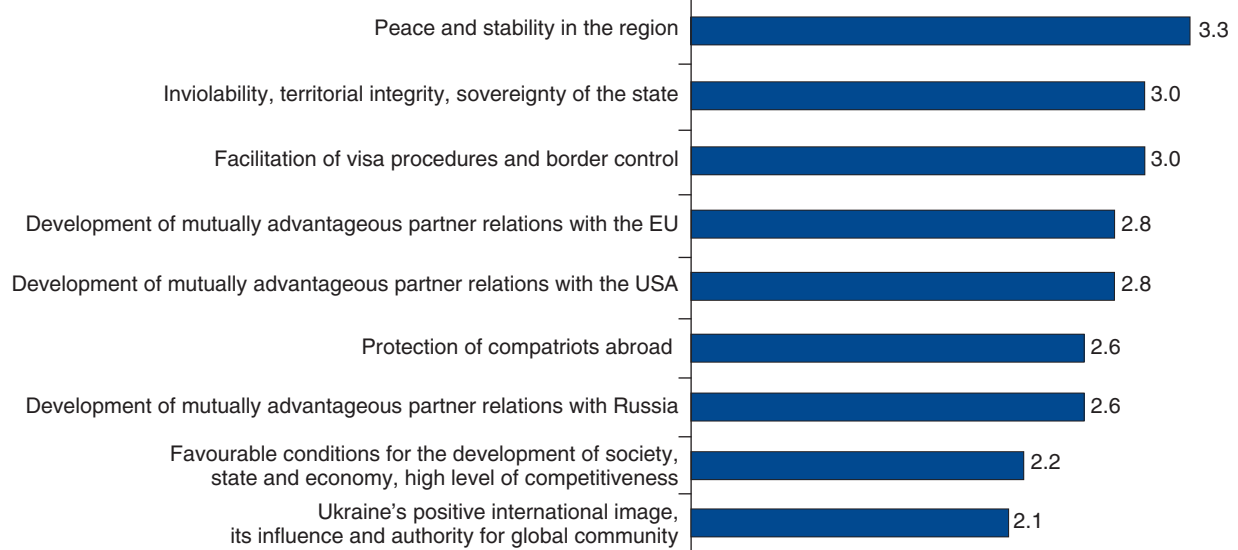 Peace and stability in the region 3.3
Inviolability, territorial integrity, sovereignty of the state 3.0
Facilitation of visa procedures and border control 3.0
Development of mutually advantageous partner relations with the EU 2.8
Development of mutually advantageous partner relations with the USA 2.8
Protection of compatriots abroad 2.6
Development of mutually advantageous partner relations with Russia 2.6
Favourable conditions for the development of society,
state and economy, high level of competitiveness 2.2
Ukraine’s positive international image,
its influence and authority for global community 2.1